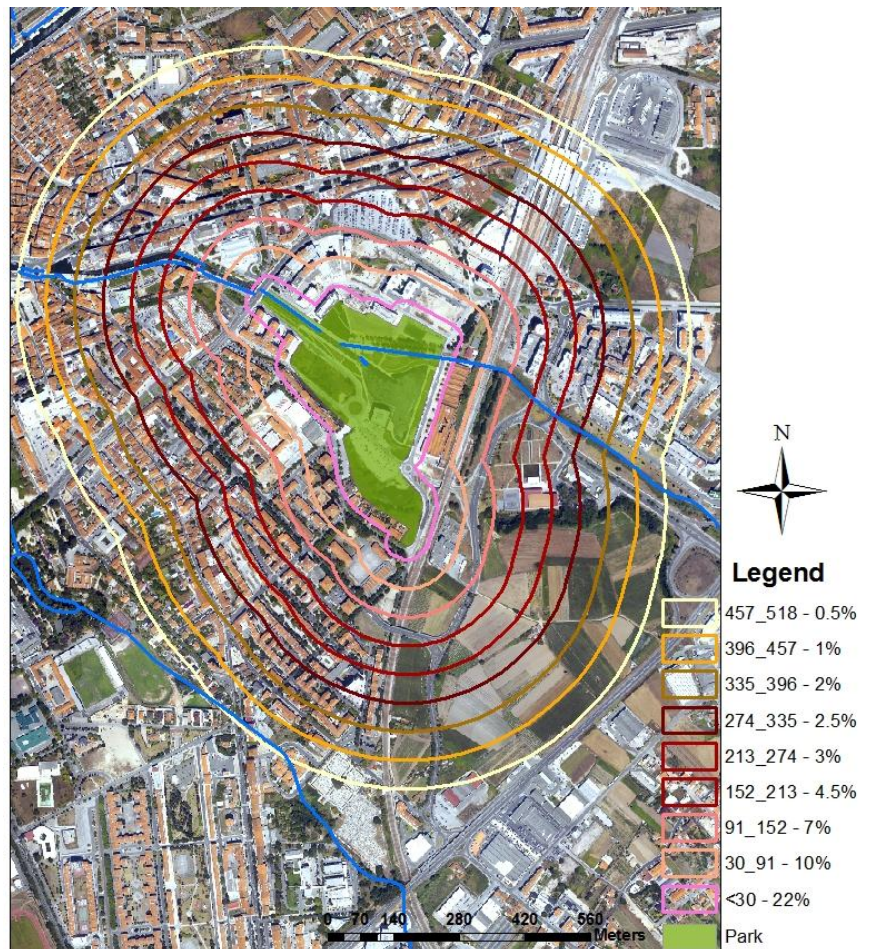 N
Legend
457_518 - 0.5%
396_457 - 1%
335_396 - 2%
274_335 - 2.5%
213_274 - 3%
152_213 - 4.5%
91_152 - 7%
30_91 - 10%
<30 - 22%
Park
0 70 140 280 420 560
Meters